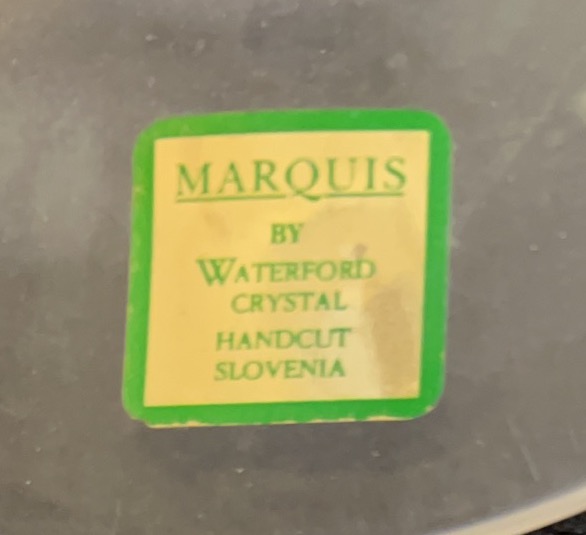 MARQUIS
BY
WATERFORD
CRYSTAL
HANDCUT
SLOVENIA